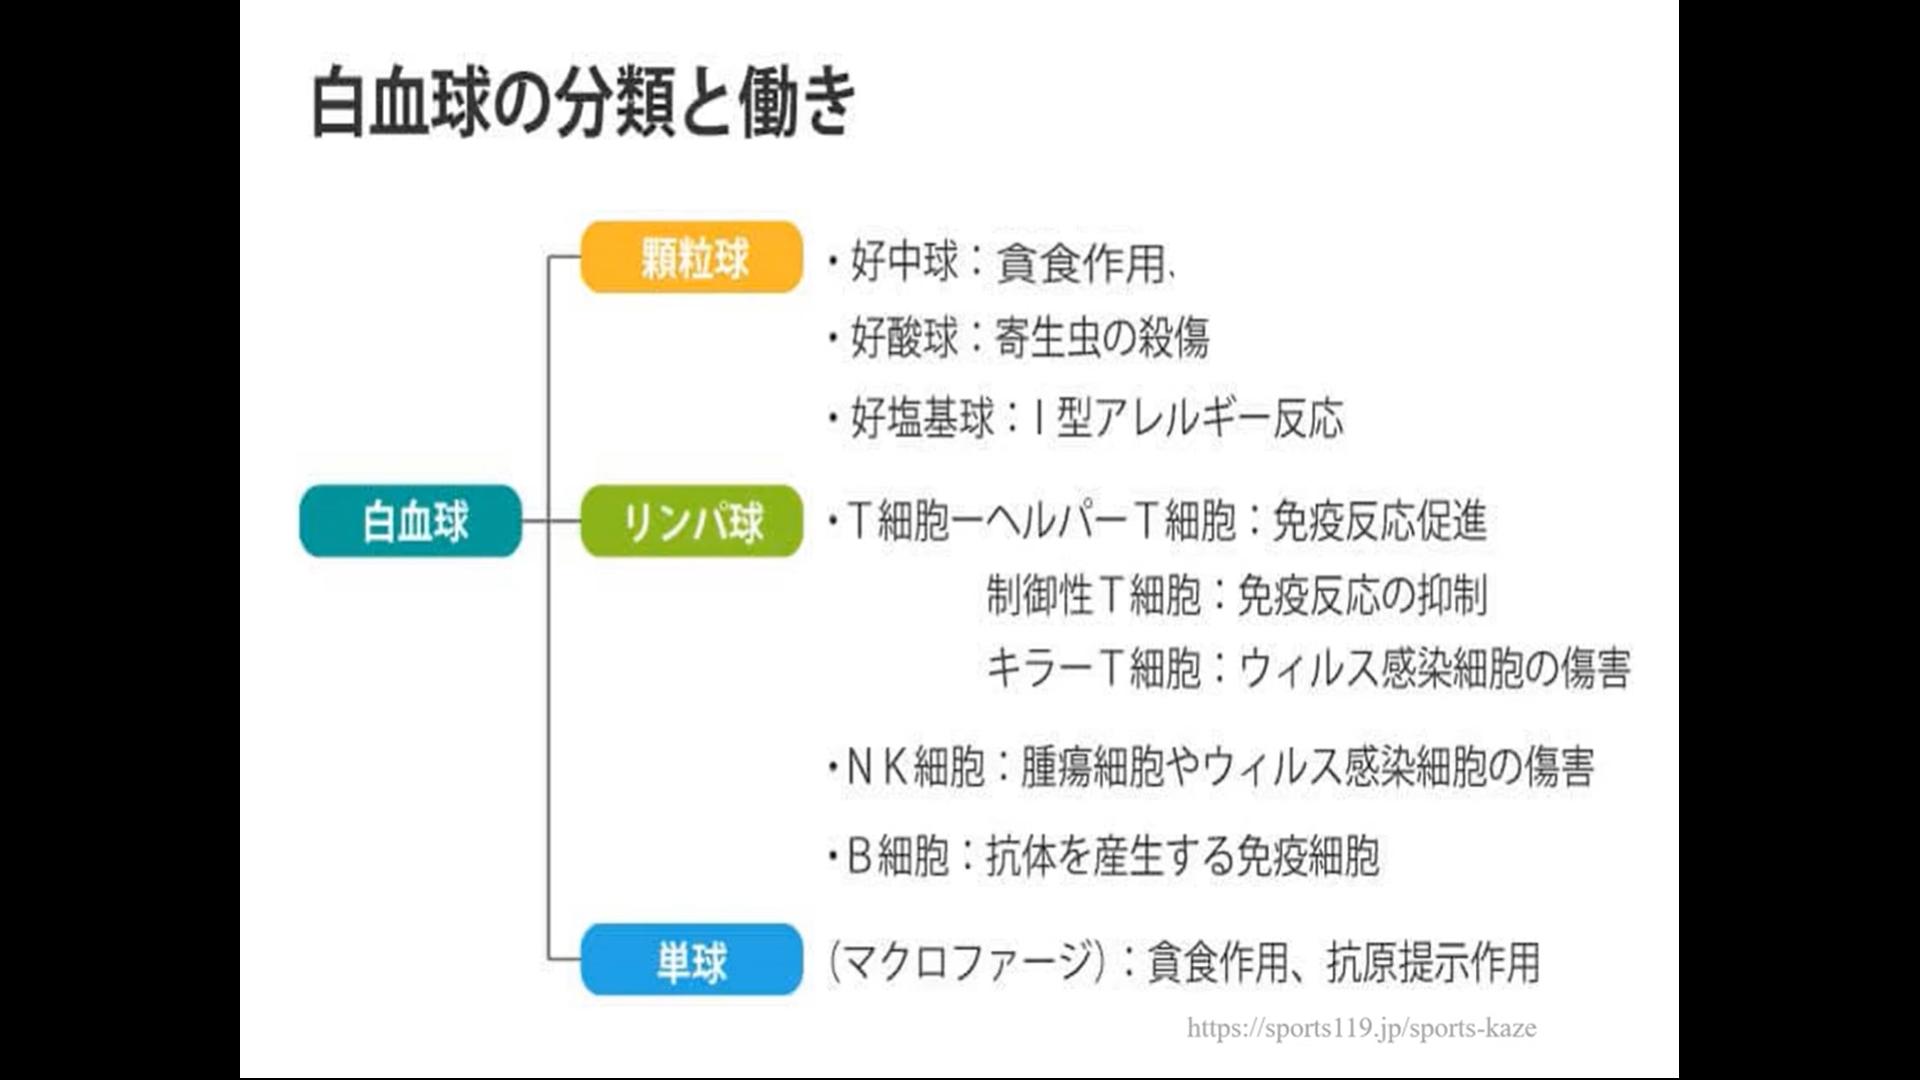 白血球の分類と働き
顆粒球
・好中球：貪食作用、
・好酸球：寄生虫の殺傷
・好塩基球：Ⅰ型アレルギー反応
白血球
リンパ球
・T細胞ーヘルパーT細胞：免疫反応促進
制御性T細胞：免疫反応の抑制
キラーT細胞：ウィルス感染細胞の傷害
・NK細胞：腫瘍細胞やウィルス感染細胞の傷害
・B細胞：抗体を産生する免疫細胞
単球
（マクロファージ）：貪食作用、抗原提示作用
https://sports119.jp/sports-kaze